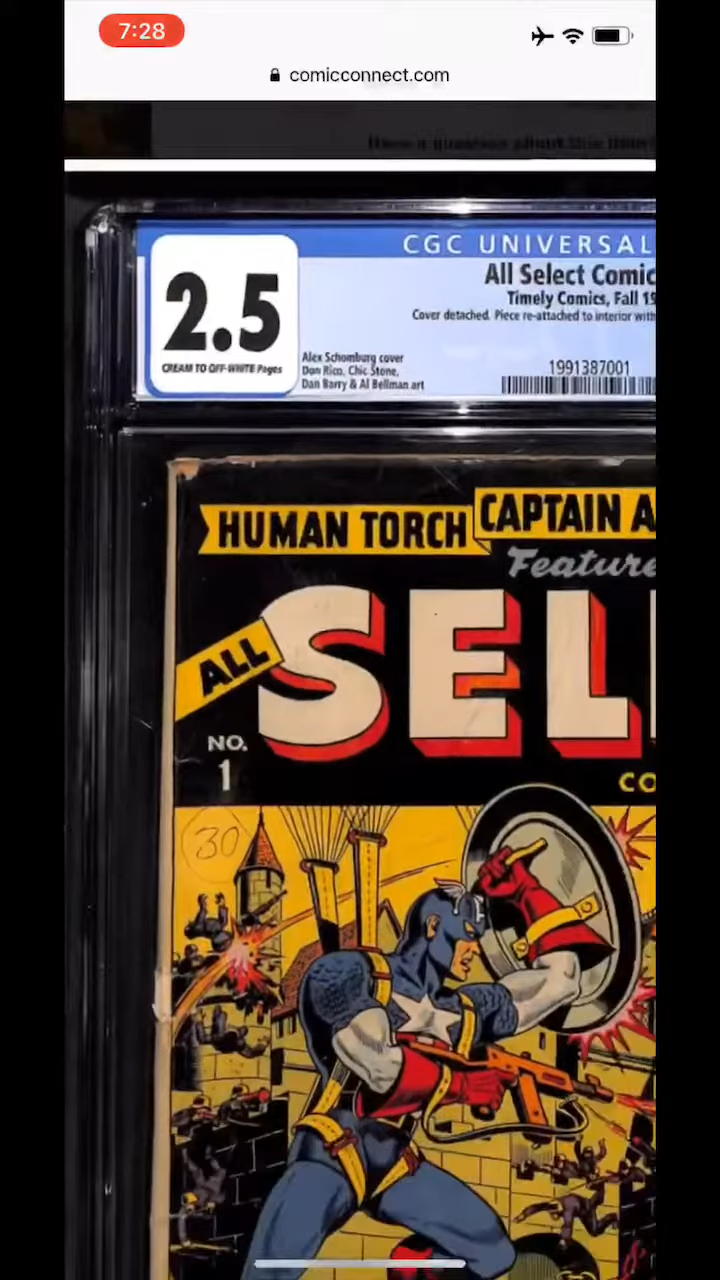 7:28
comicconnect.com
CGC UNIVERSAL
2.5
CREAM TO OFF-WHITE Pages
All Select Comic
Timely Comics, Fall 19
Cover detached. Piece re-attached to interior with
Alex Schomburg cover
Don Rico, Chic Stone,
Dan Barry & Al Bellman art
1991387001
HUMAN TORCH
CAPTAIN A
Feature
ALL
SEL
NO.
1
CO
30